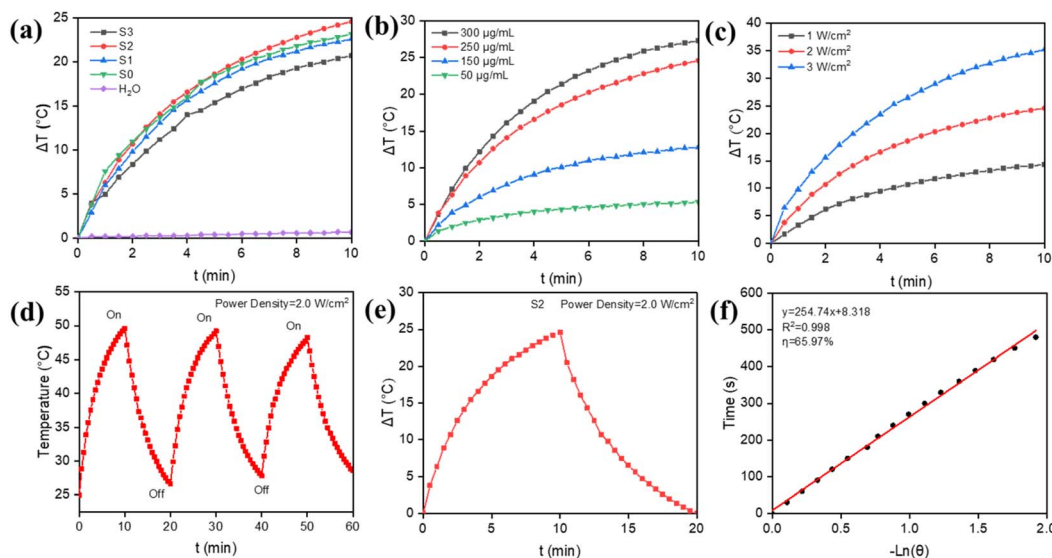 (a)
S3
S2
S1
S0
H₂O
25
20
15
10
5
0
ΔT (°C)
0 2 4 6 8 10
t (min)
(b)
300 µg/mL
250 µg/mL
150 µg/mL
50 µg/mL
30
25
20
15
10
5
0
ΔT (°C)
0 2 4 6 8 10
t (min)
(c)
1 W/cm²
2 W/cm²
3 W/cm²
40
35
30
25
20
15
10
5
0
ΔT (°C)
0 2 4 6 8 10
t (min)
(d)
Power Density=2.0 W/cm²
On
On
On
Off
Off
55
50
45
40
35
30
25
Temperature (°C)
0 10 20 30 40 50 60
t (min)
(e)
S2 Power Density=2.0 W/cm²
30
25
20
15
10
5
0
ΔT (°C)
0 5 10 15 20
t (min)
(f)
y=254.74x+8.318
R²=0.998
η=65.97%
600
500
400
300
200
100
0
Time (s)
0.0 0.5 1.0 1.5 2.0
-Ln(θ)